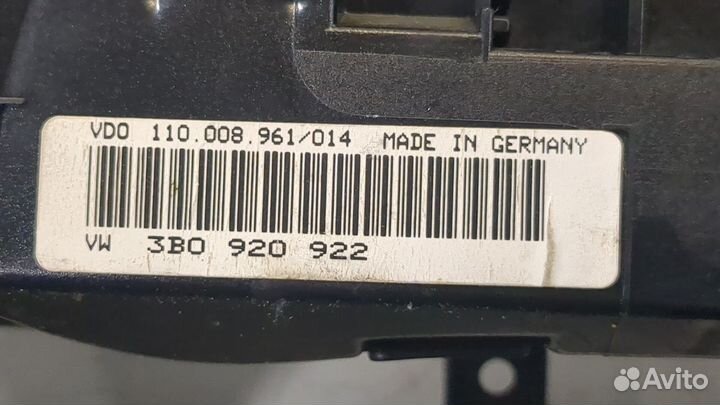 VDO 110.008.961/014 MADE IN GERMANY
VW 3B0 920 922
Avito